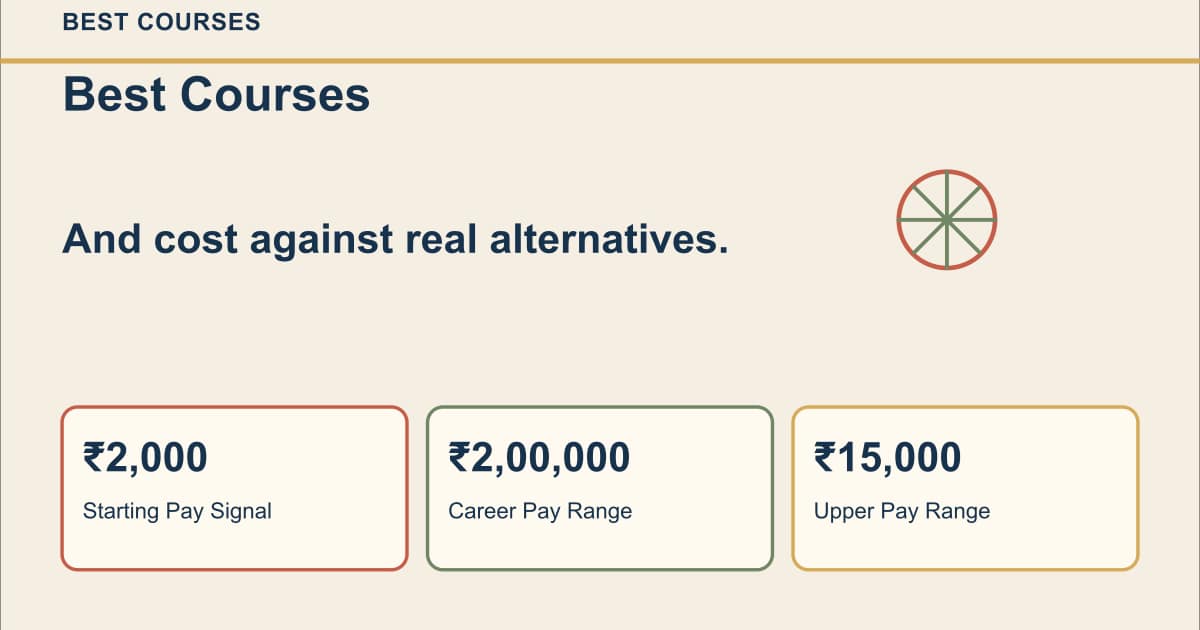 BEST COURSES
Best Courses
And cost against real alternatives.
₹2,000
Starting Pay Signal
₹2,00,000
Career Pay Range
₹15,000
Upper Pay Range